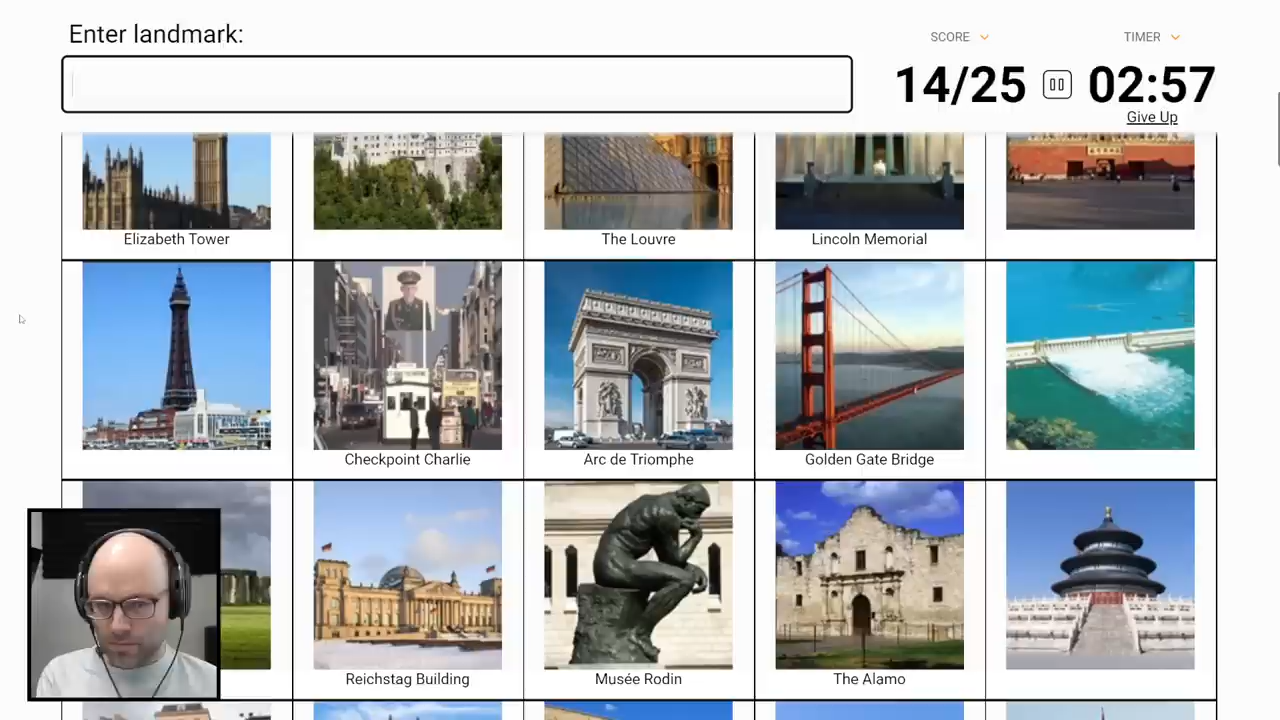 Enter landmark:
SCORE
TIMER
14/25
02:57
Give Up
Elizabeth Tower
The Louvre
Lincoln Memorial
Checkpoint Charlie
Arc de Triomphe
Golden Gate Bridge
Reichstag Building
Musée Rodin
The Alamo